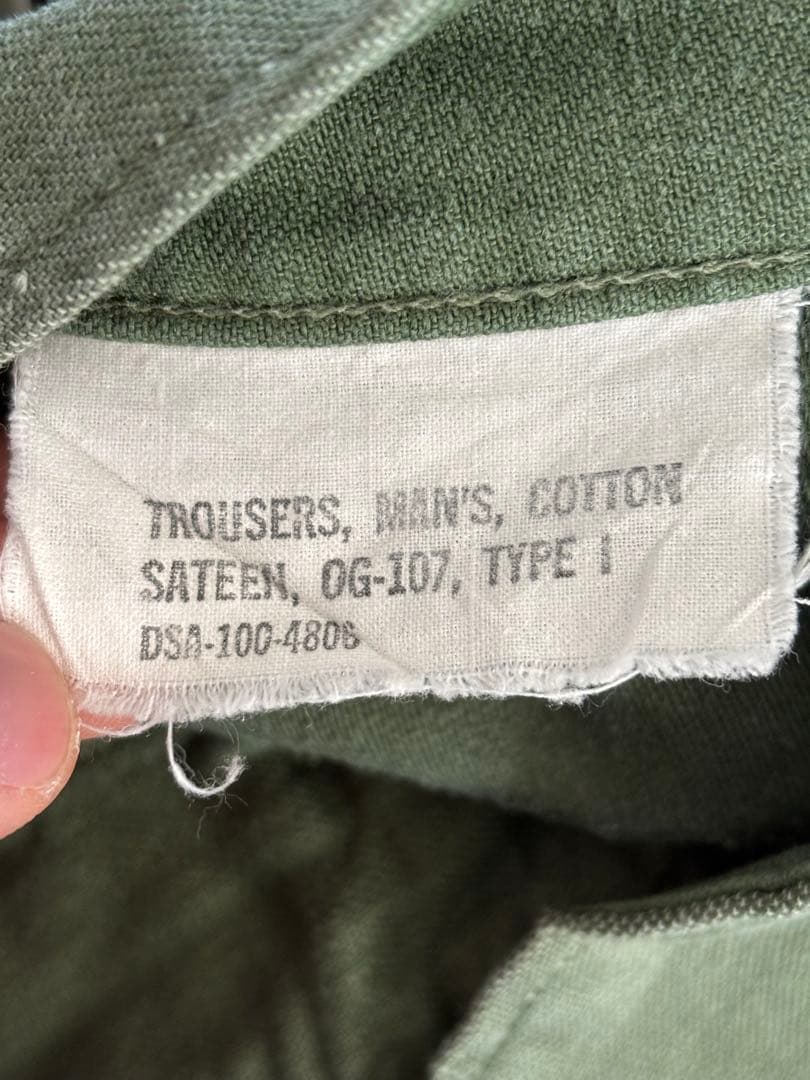 TROUSERS, MAN'S, COTTON
SATEEN, OG-107, TYPE I
DSA-100-4806